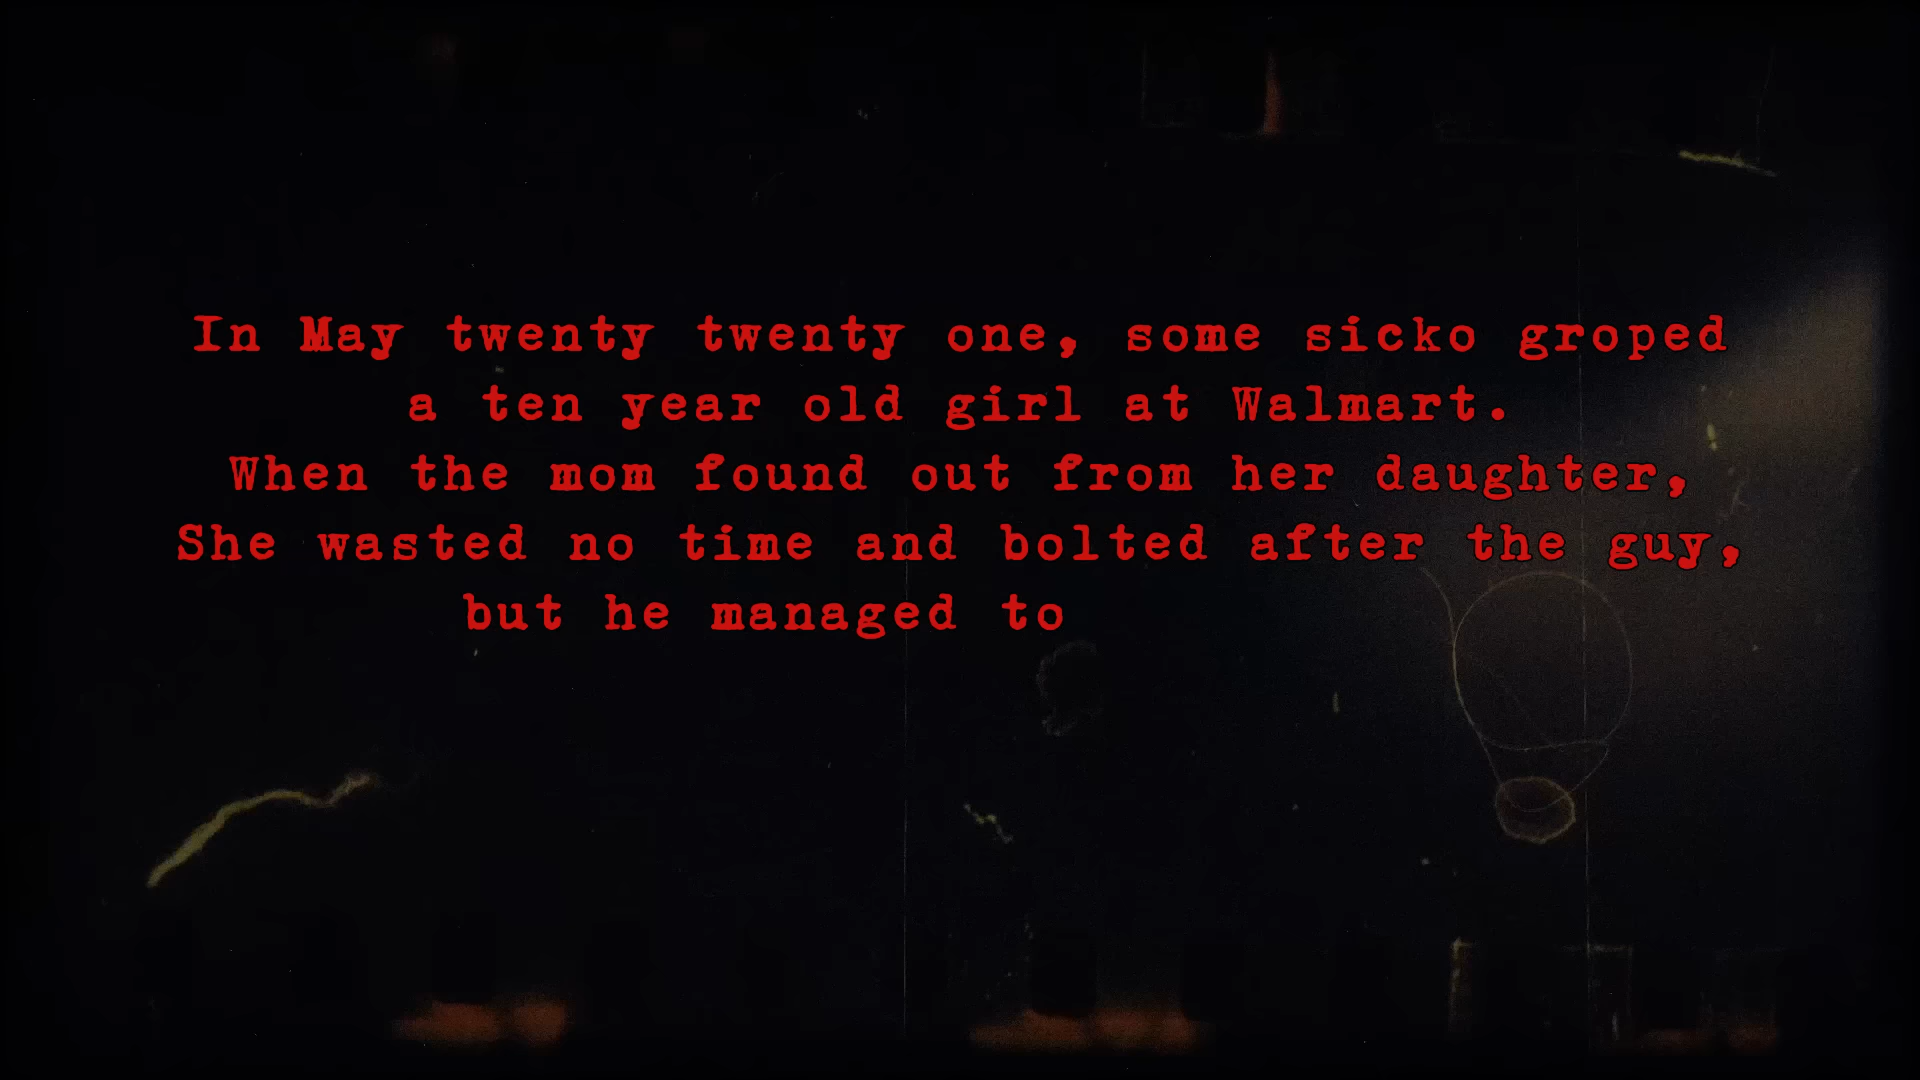 In May twenty twenty one, some sicko groped
a ten year old girl at Walmart.
When the mom found out from her daughter,
She wasted no time and bolted after the guy,
but he managed to